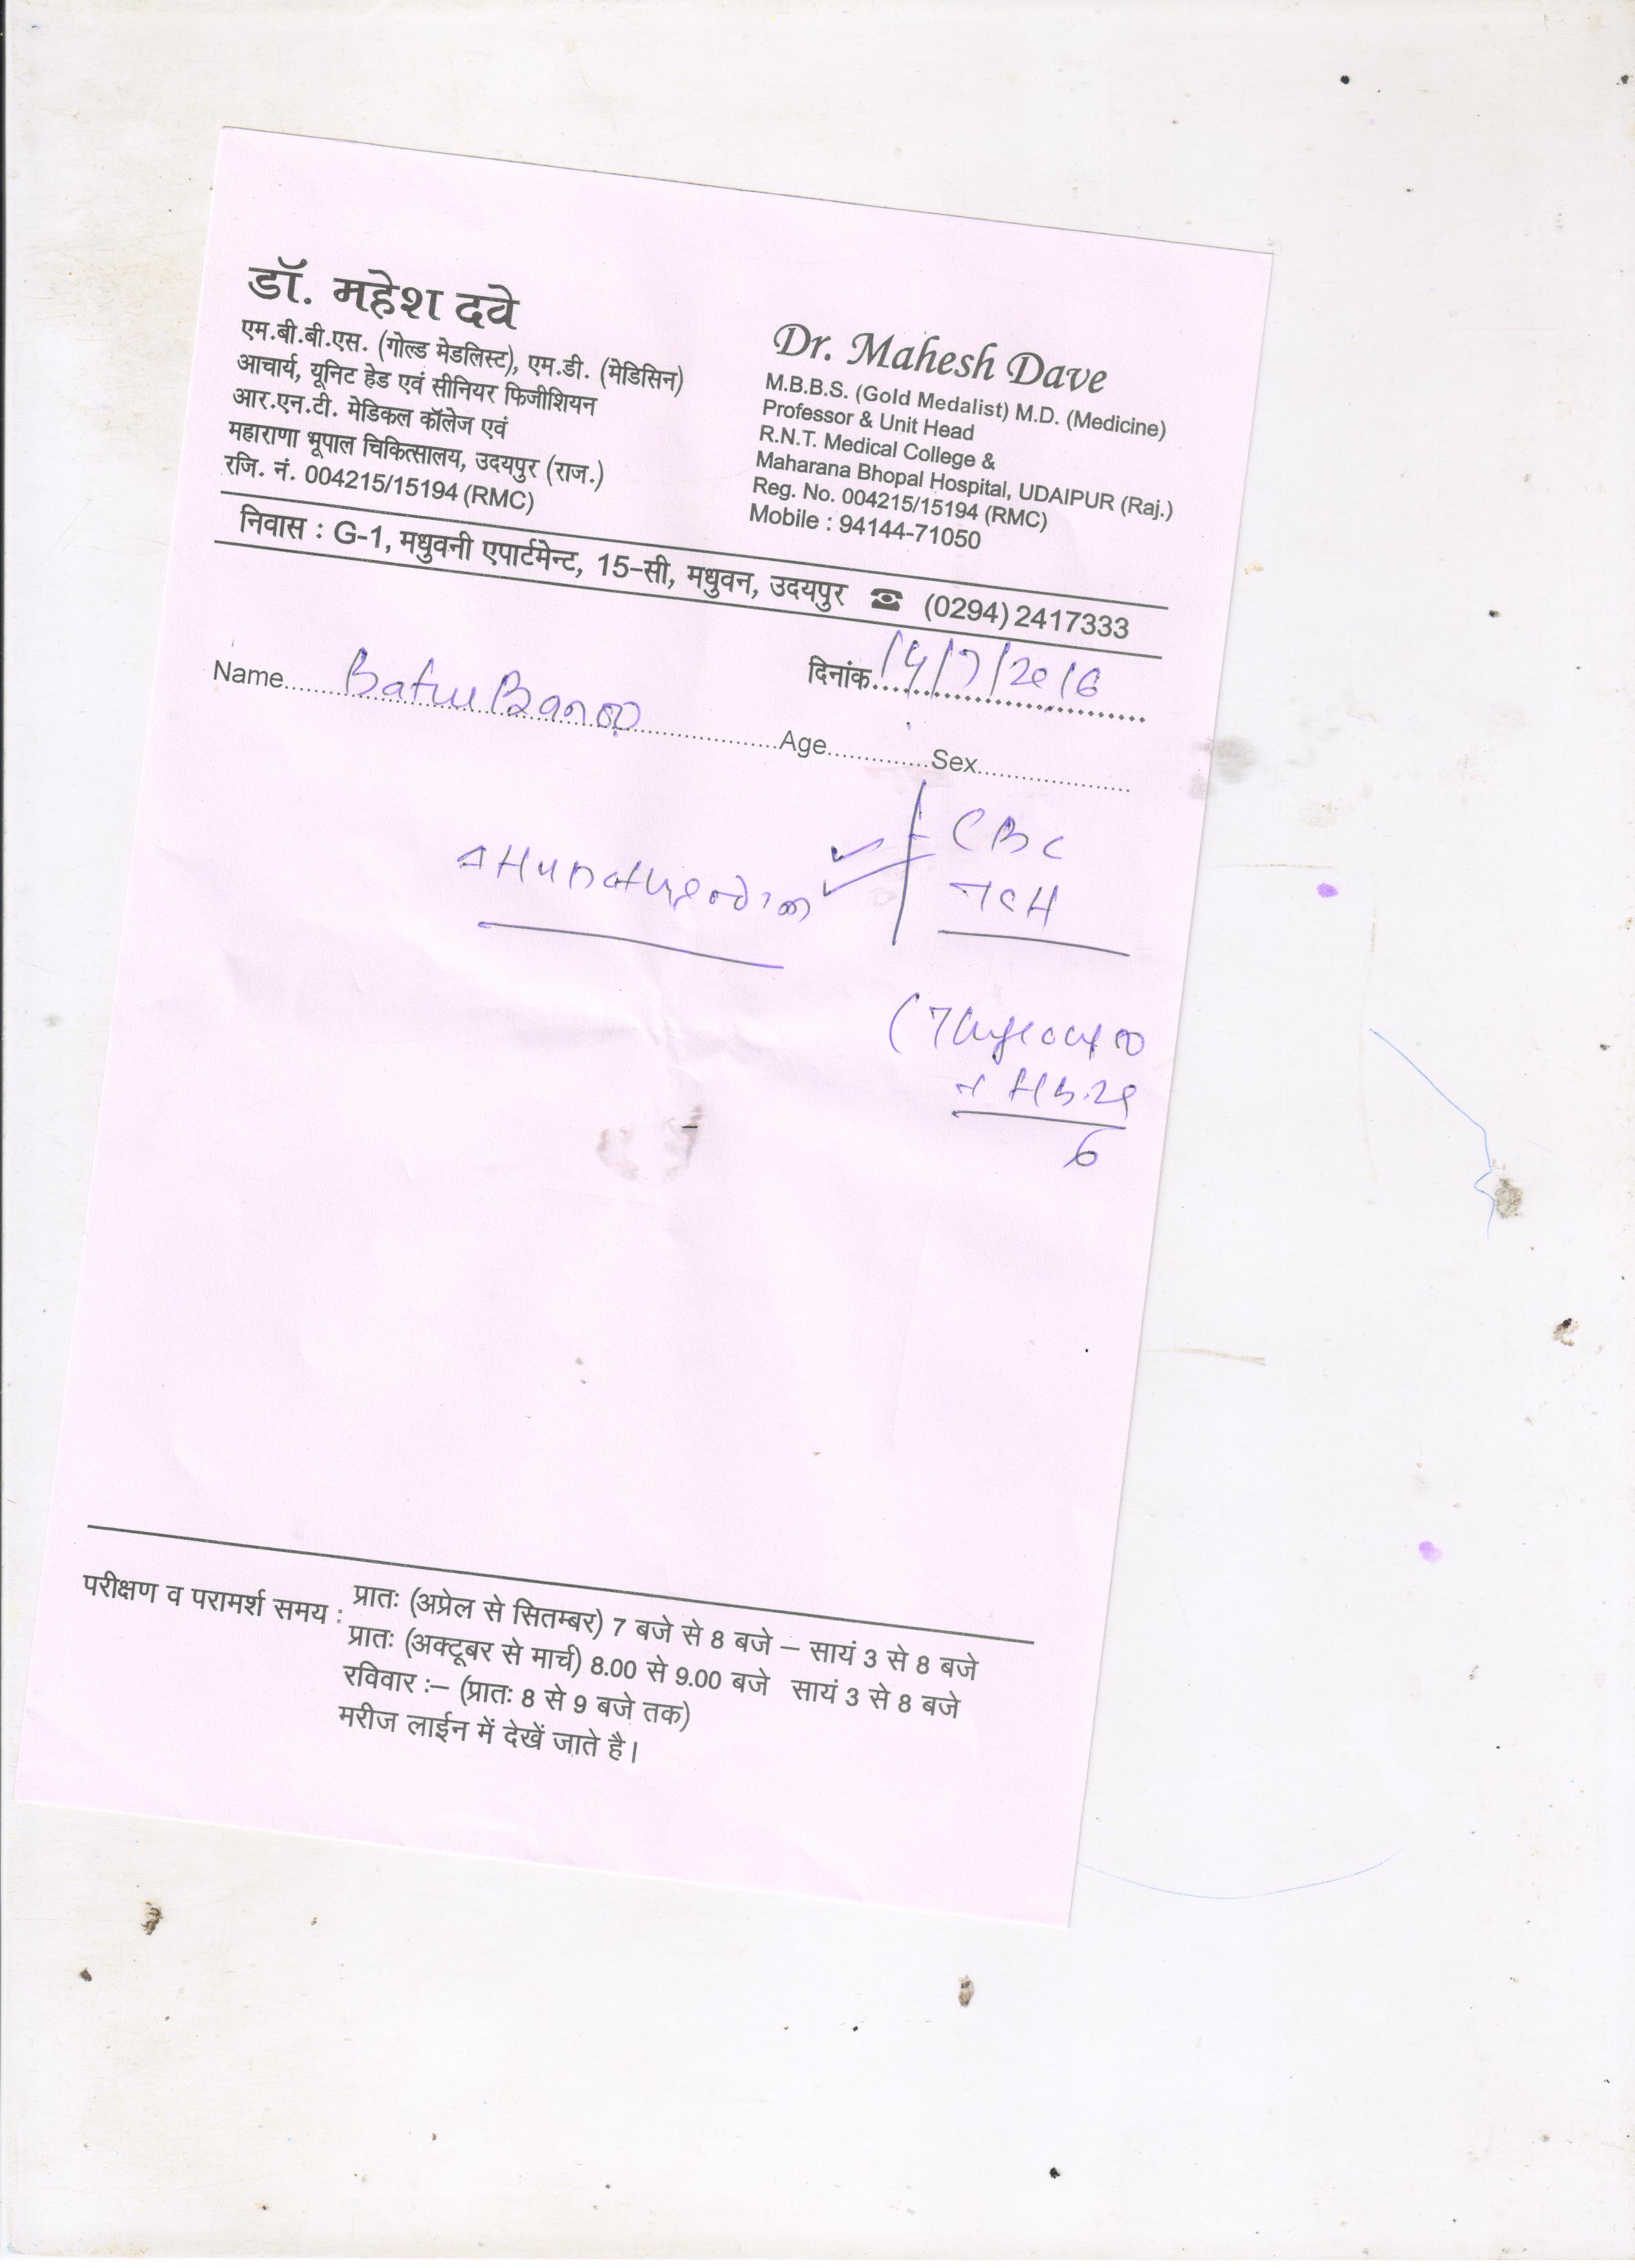 डॉ. महेश दवे
एम.बी.बी.एस. (गोल्ड मेडलिस्ट), एम.डी. (मेडिसिन)
आचार्य, यूनिट हेड एवं सीनियर फिजीशियन
आर.एन.टी. मेडिकल कॉलेज एवं
महाराणा भूपाल चिकित्सालय, उदयपुर (राज.)
रजि. नं. 004215/15194 (RMC)
Dr. Mahesh Dave
M.B.B.S. (Gold Medalist) M.D. (Medicine)
Professor & Unit Head
R.N.T. Medical College &
Maharana Bhopal Hospital, UDAIPUR (Raj.)
Reg. No. 004215/15194 (RMC)
Mobile : 94144-71050
निवास : G-1, मधुवनी एपार्टमेन्ट, 15-सी, मधुवन, उदयपुर ☎ (0294) 2417333
दिनांक 14/7/2016
Name Batul Banoo Age Sex
CBC
TSH
6
परीक्षण व परामर्श समय : प्रातः (अप्रेल से सितम्बर) 7 बजे से 8 बजे – सायं 3 से 8 बजे
प्रातः (अक्टूबर से मार्च) 8.00 से 9.00 बजे सायं 3 से 8 बजे
रविवार :– (प्रातः 8 से 9 बजे तक)
मरीज लाईन में देखें जाते है।